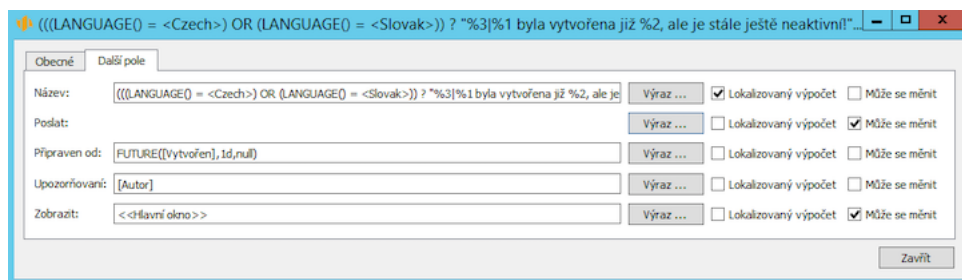 (((LANGUAGE() = <Czech>) OR (LANGUAGE() = <Slovak>)) ? "%3|%1 byla vytvořena již %2, ale je stále ještě neaktivní!"...
Obecné Další pole
Název: (((LANGUAGE() = <Czech>) OR (LANGUAGE() = <Slovak>)) ? "%3|%1 byla vytvořena již %2, ale je Výraz ... Lokalizovaný výpočet Může se měnit
Poslat: Výraz ... Lokalizovaný výpočet Může se měnit
Připraven od: FUTURE([Vytvořen],1d,null) Výraz ... Lokalizovaný výpočet Může se měnit
Upozorňovaní: [Autor] Výraz ... Lokalizovaný výpočet Může se měnit
Zobrazit: <<Hlavní okno>> Výraz ... Lokalizovaný výpočet Může se měnit
Zavřít